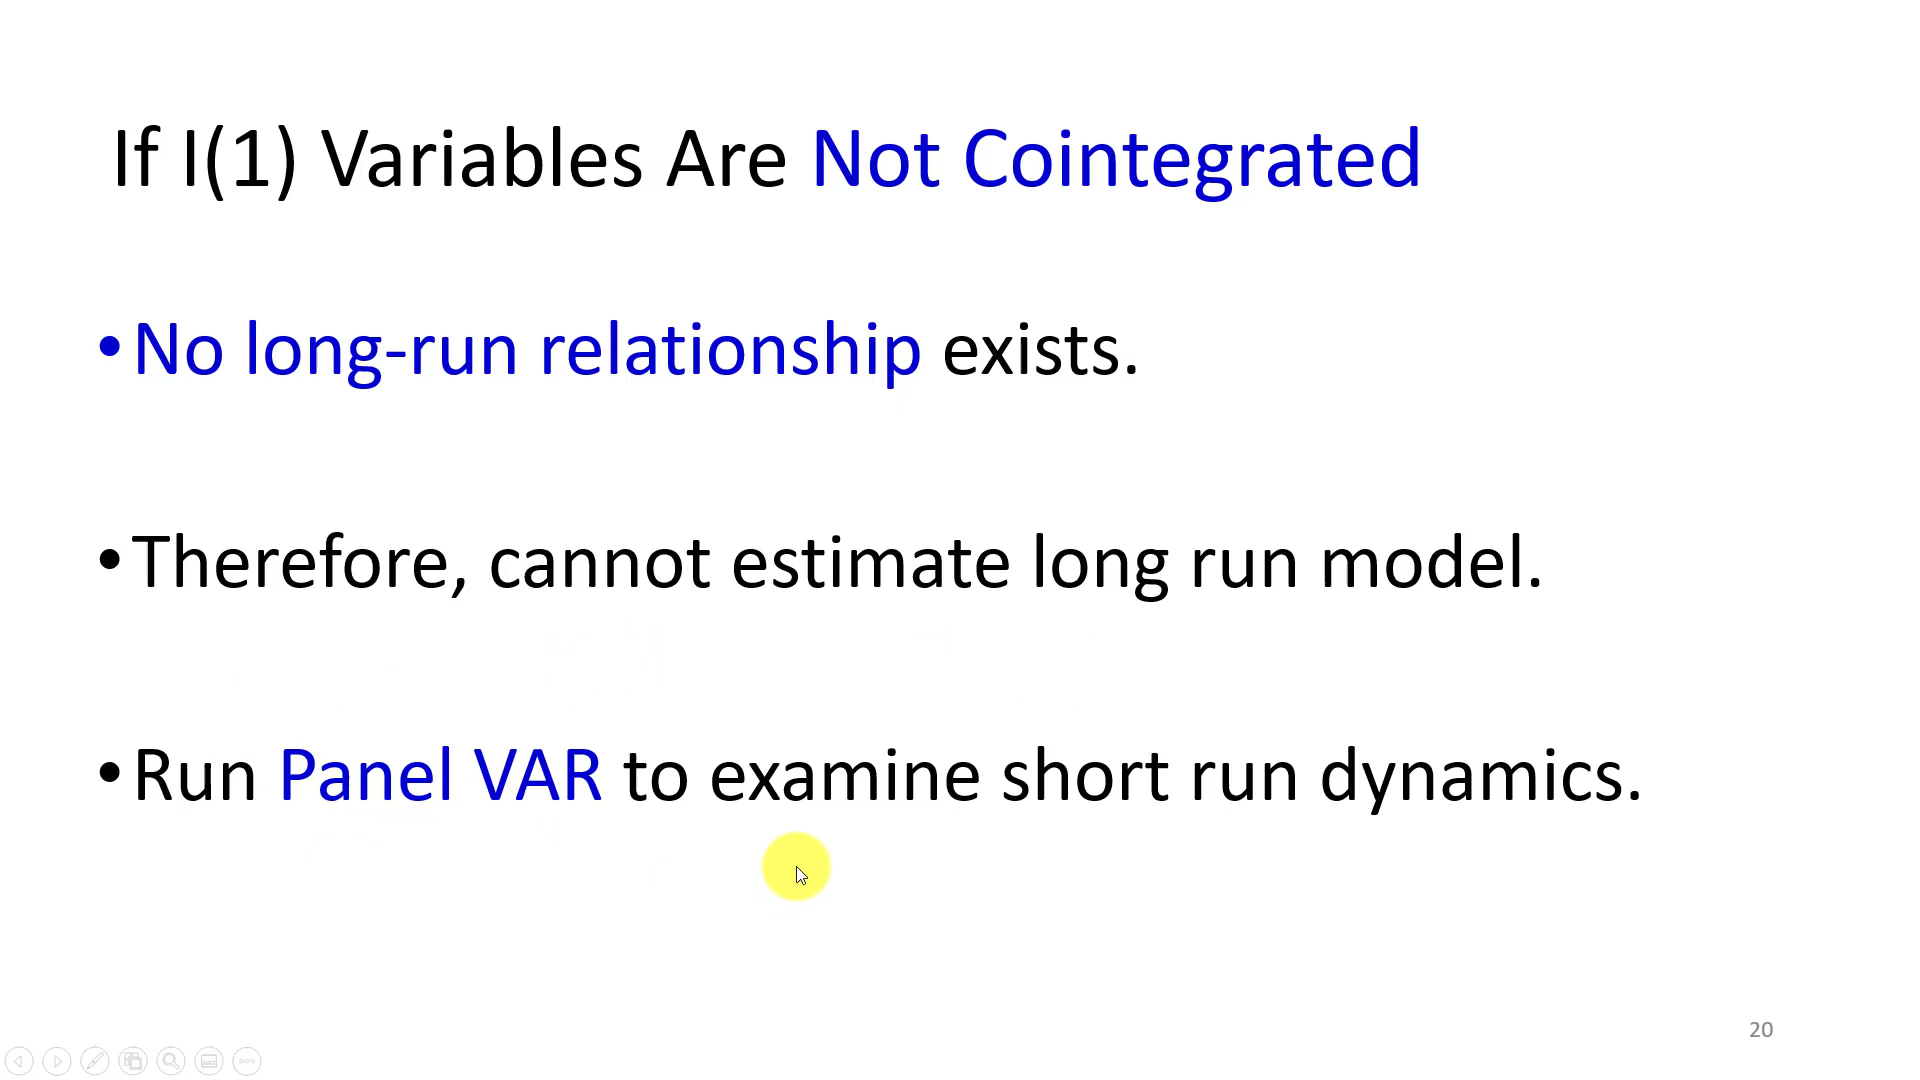 If I(1) Variables Are Not Cointegrated
•No long-run relationship exists.
•Therefore, cannot estimate long run model.
•Run Panel VAR to examine short run dynamics.
20